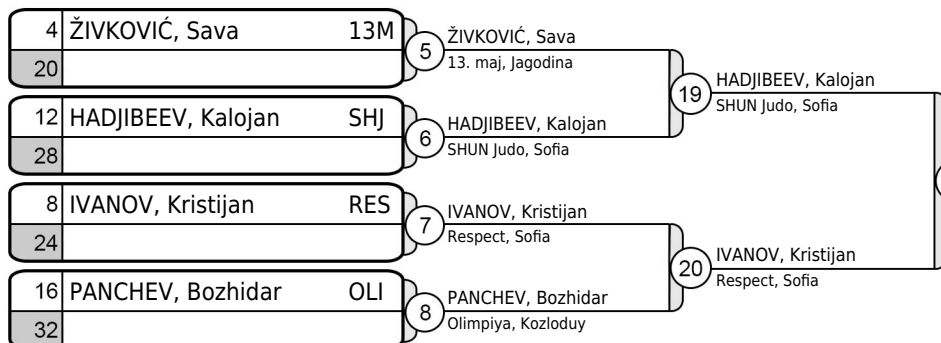 4 ŽIVKOVIĆ, Sava 13M
20
5
ŽIVKOVIĆ, Sava
13. maj, Jagodina
12 HADJIBEEV, Kalojan SHJ
28
6
HADJIBEEV, Kalojan
SHUN Judo, Sofia
19
HADJIBEEV, Kalojan
SHUN Judo, Sofia
8 IVANOV, Kristijan RES
24
7
IVANOV, Kristijan
Respect, Sofia
16 PANCHEV, Bozhidar OLI
32
8
PANCHEV, Bozhidar
Olimpiya, Kozloduy
20
IVANOV, Kristijan
Respect, Sofia